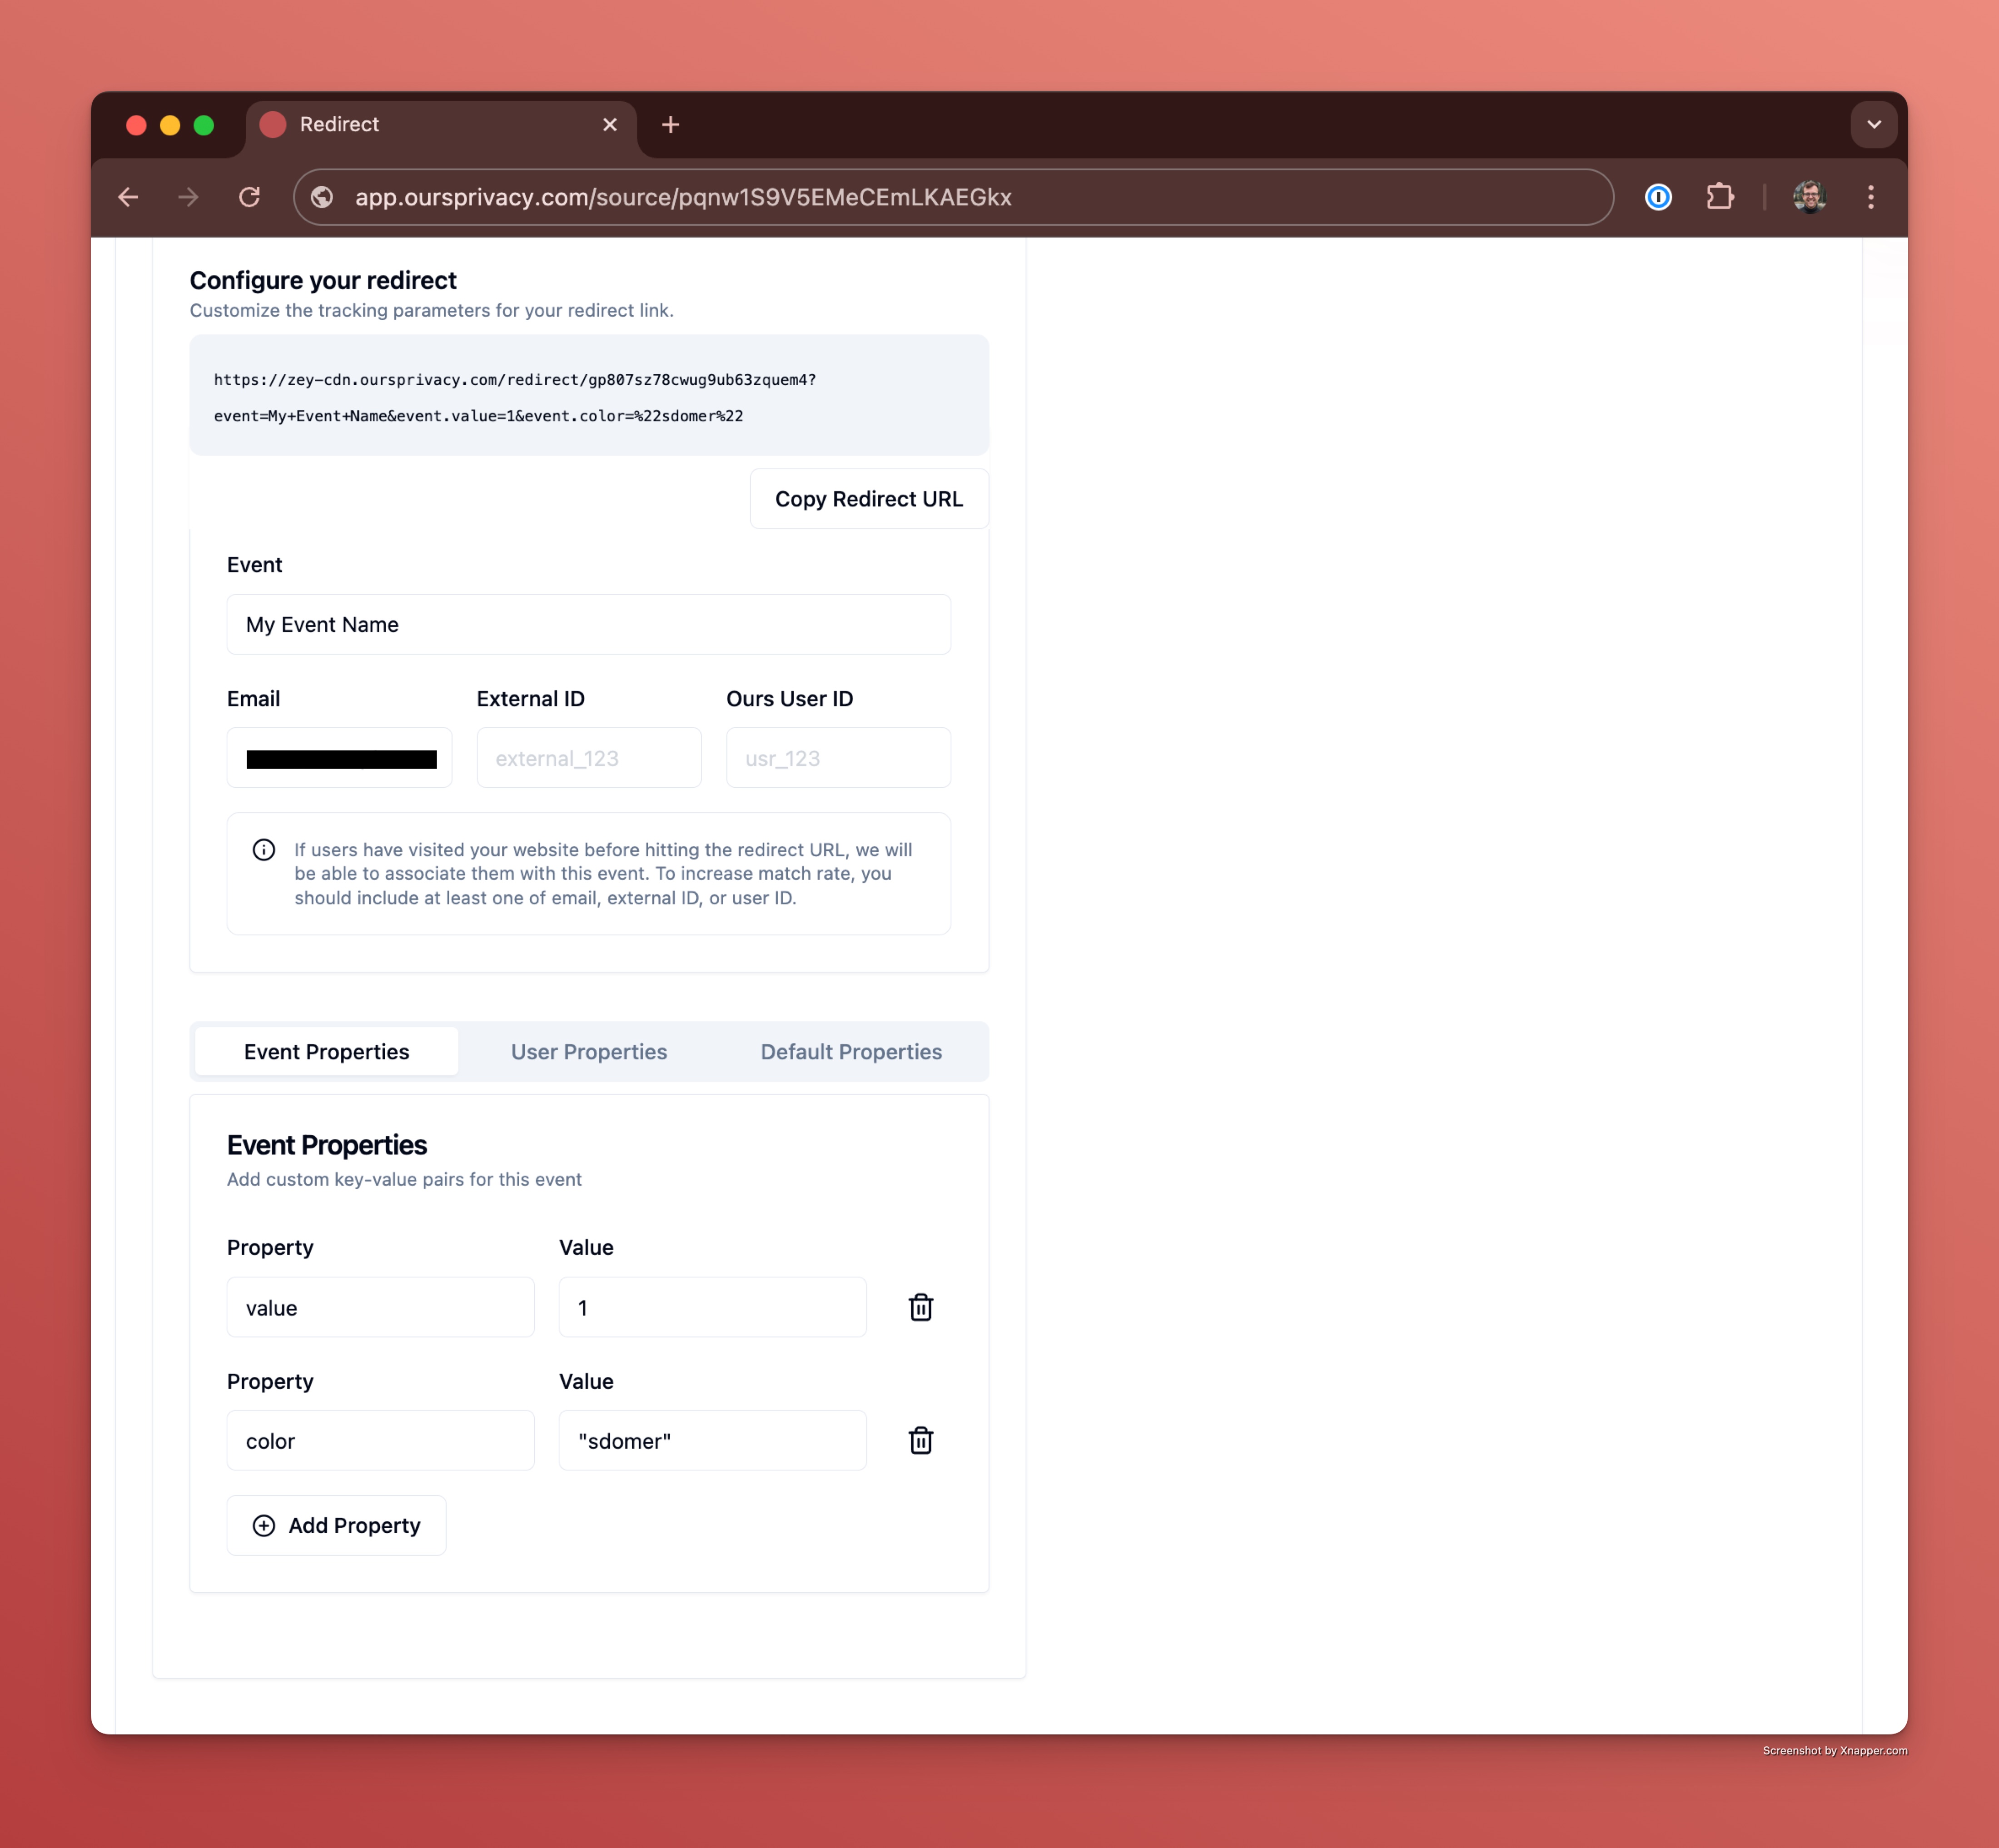 Redirect
app.oursprivacy.com/source/pqnw1S9V5EMeCEmLKAEGkx
Configure your redirect
Customize the tracking parameters for your redirect link.
https://zey-cdn.oursprivacy.com/redirect/gp807sz78cwug9ub63zquem4?
event=My+Event+Name&event.value=1&event.color=%22sdomer%22
Copy Redirect URL
Event
My Event Name
Email External ID Ours User ID
external_123 usr_123
If users have visited your website before hitting the redirect URL, we will
be able to associate them with this event. To increase match rate, you
should include at least one of email, external ID, or user ID.
Event Properties User Properties Default Properties
Event Properties
Add custom key-value pairs for this event
Property Value
value 1
Property Value
color "sdomer"
Add Property
Screenshot by Xnapper.com